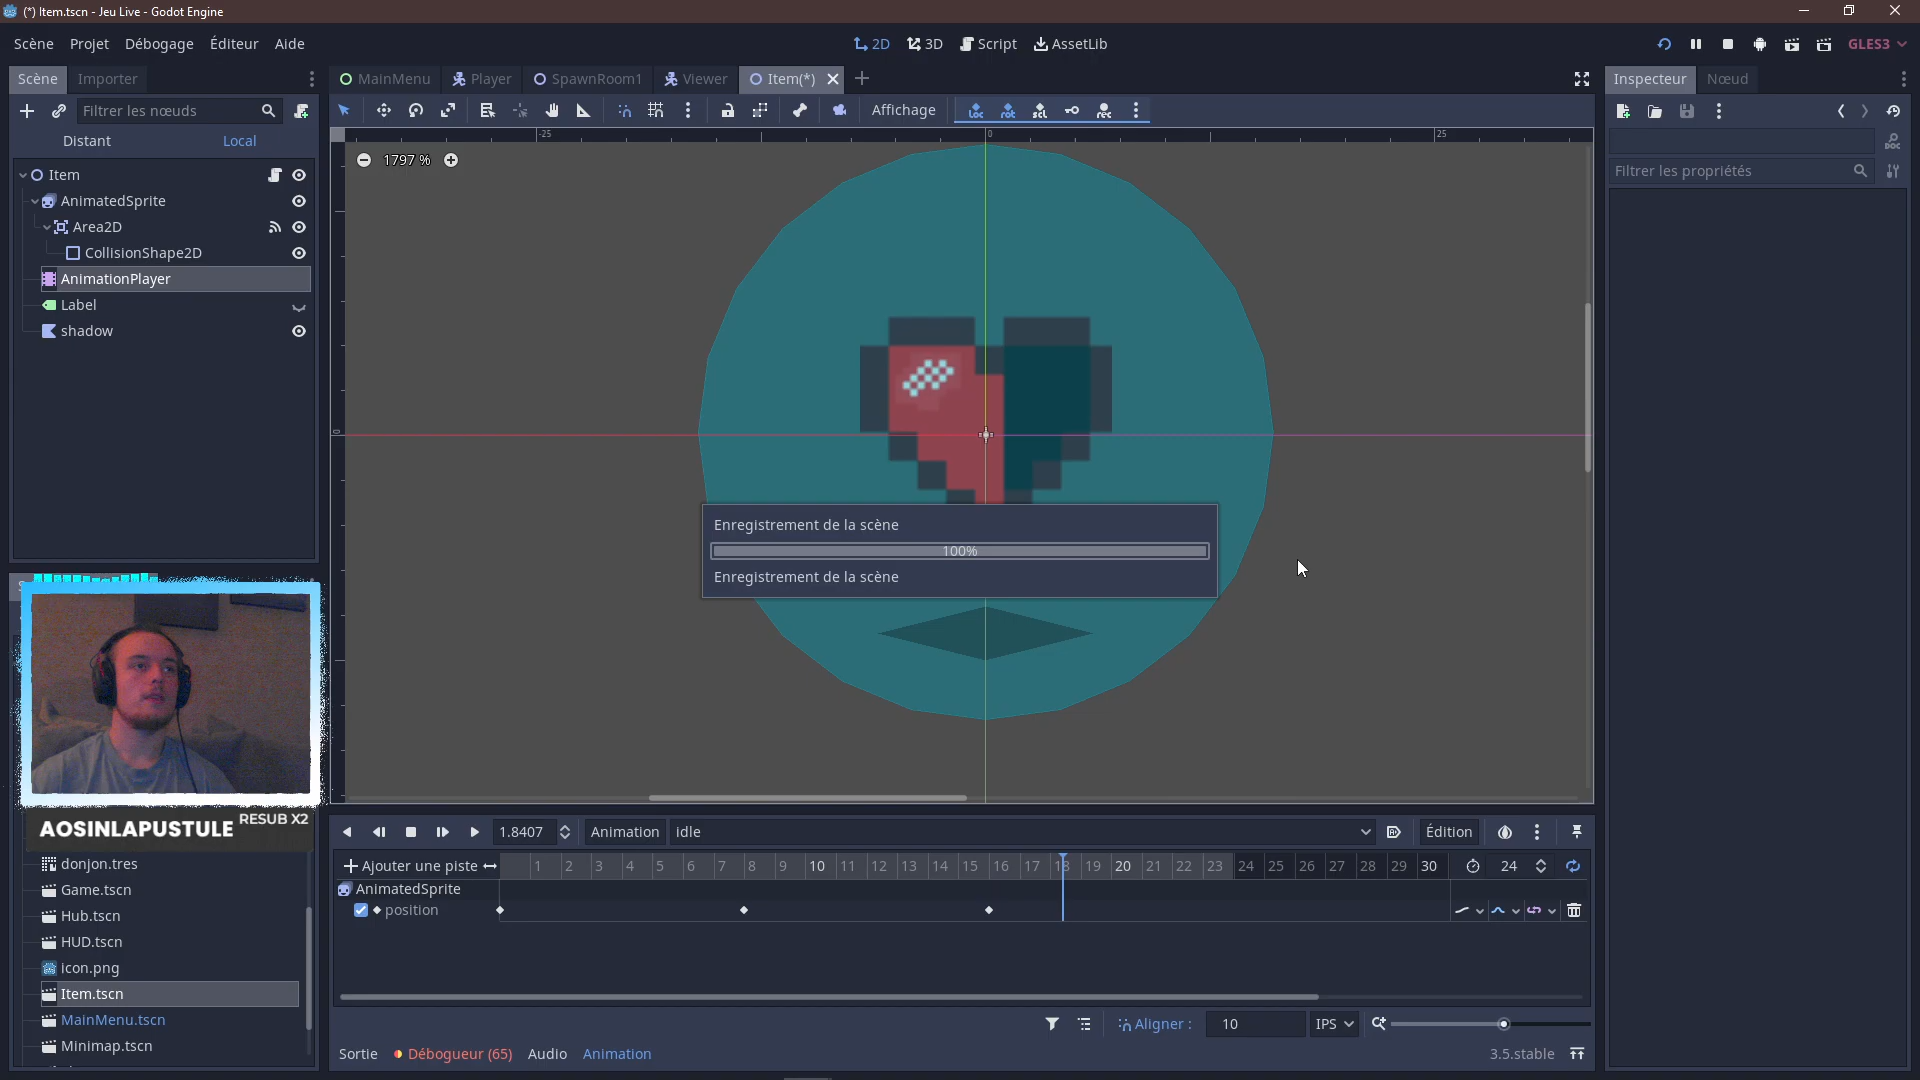 (*) Item.tscn - Jeu Live - Godot Engine
Scène Projet Débogage Éditeur Aide
2D 3D Script AssetLib
GLES3
Scène Importer
MainMenu Player SpawnRoom1 Viewer Item(*)
Inspecteur Nœud
Filtrer les nœuds
Affichage
Distant Local
-25 0 25
1797 %
0
Filtrer les propriétés
Item
AnimatedSprite
Area2D
CollisionShape2D
AnimationPlayer
Label
shadow
Enregistrement de la scène
100%
Enregistrement de la scène
AOSINLAPUSTULE RESUB X2
donjon.tres
Game.tscn
Hub.tscn
HUD.tscn
icon.png
Item.tscn
MainMenu.tscn
Minimap.tscn
1.8407 Animation idle Édition
Ajouter une piste 1 2 3 4 5 6 7 8 9 10 11 12 13 14 15 16 17 18 19 20 21 22 23 24 25 26 27 28 29 30 24
AnimatedSprite
position
Aligner : 10 IPS
Sortie Débogueur (65) Audio Animation 3.5.stable